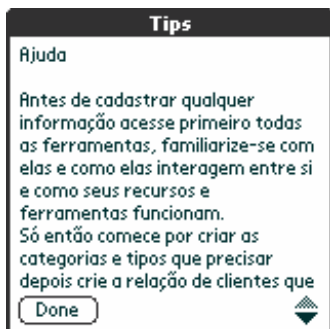 Tips
Ajuda
Antes de cadastrar qualquer
informação acesse primeiro todas
as ferramentas, familiarize-se com
elas e como elas interagem entre si
e como seus recursos e
ferramentas funcionam.
Só então comece por criar as
categorias e tipos que precisar
depois crie a relação de clientes que
Done